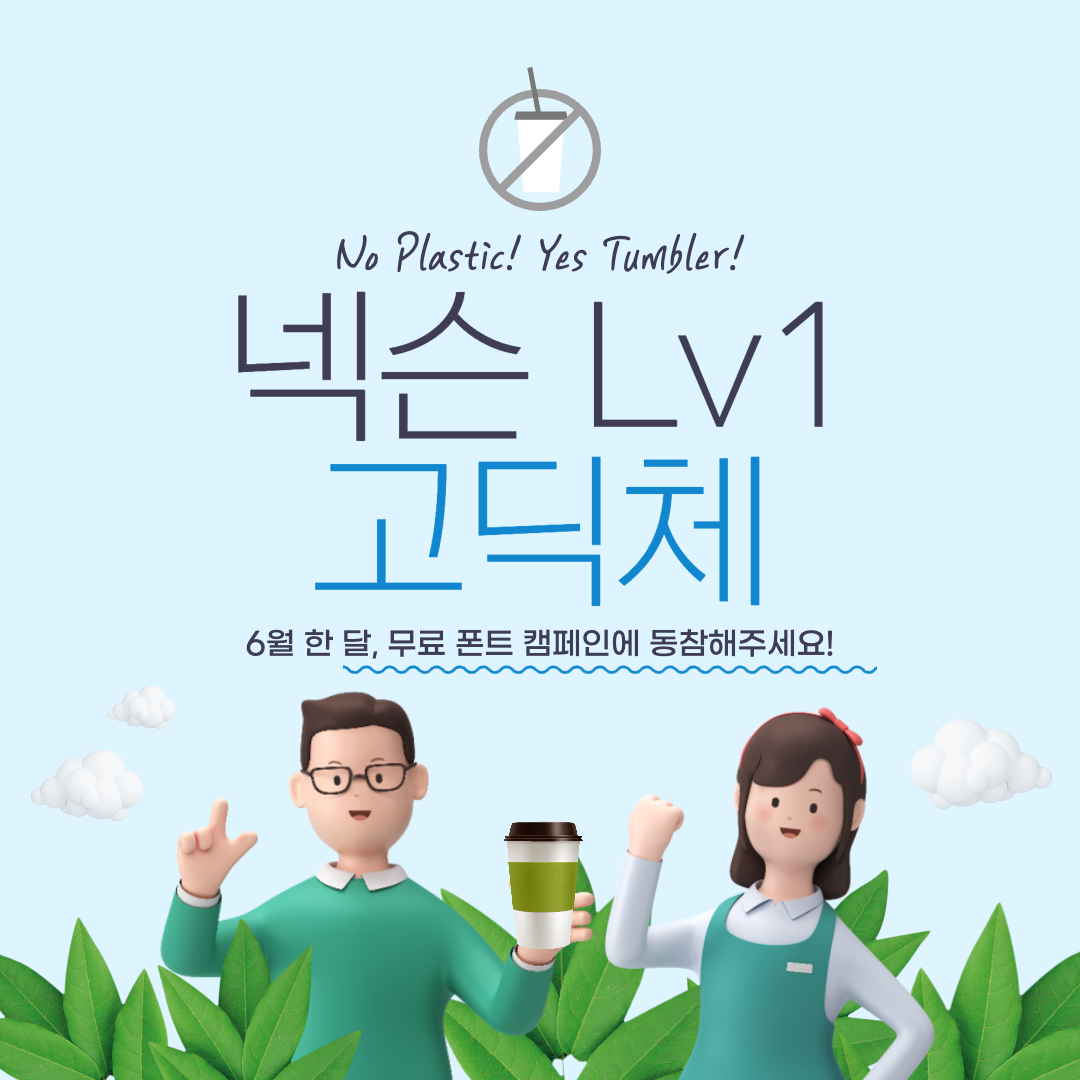 No Plastic! Yes Tumbler!
넥슨 Lv1
고딕체
6월 한 달, 무료 폰트 캠페인에 동참해주세요!